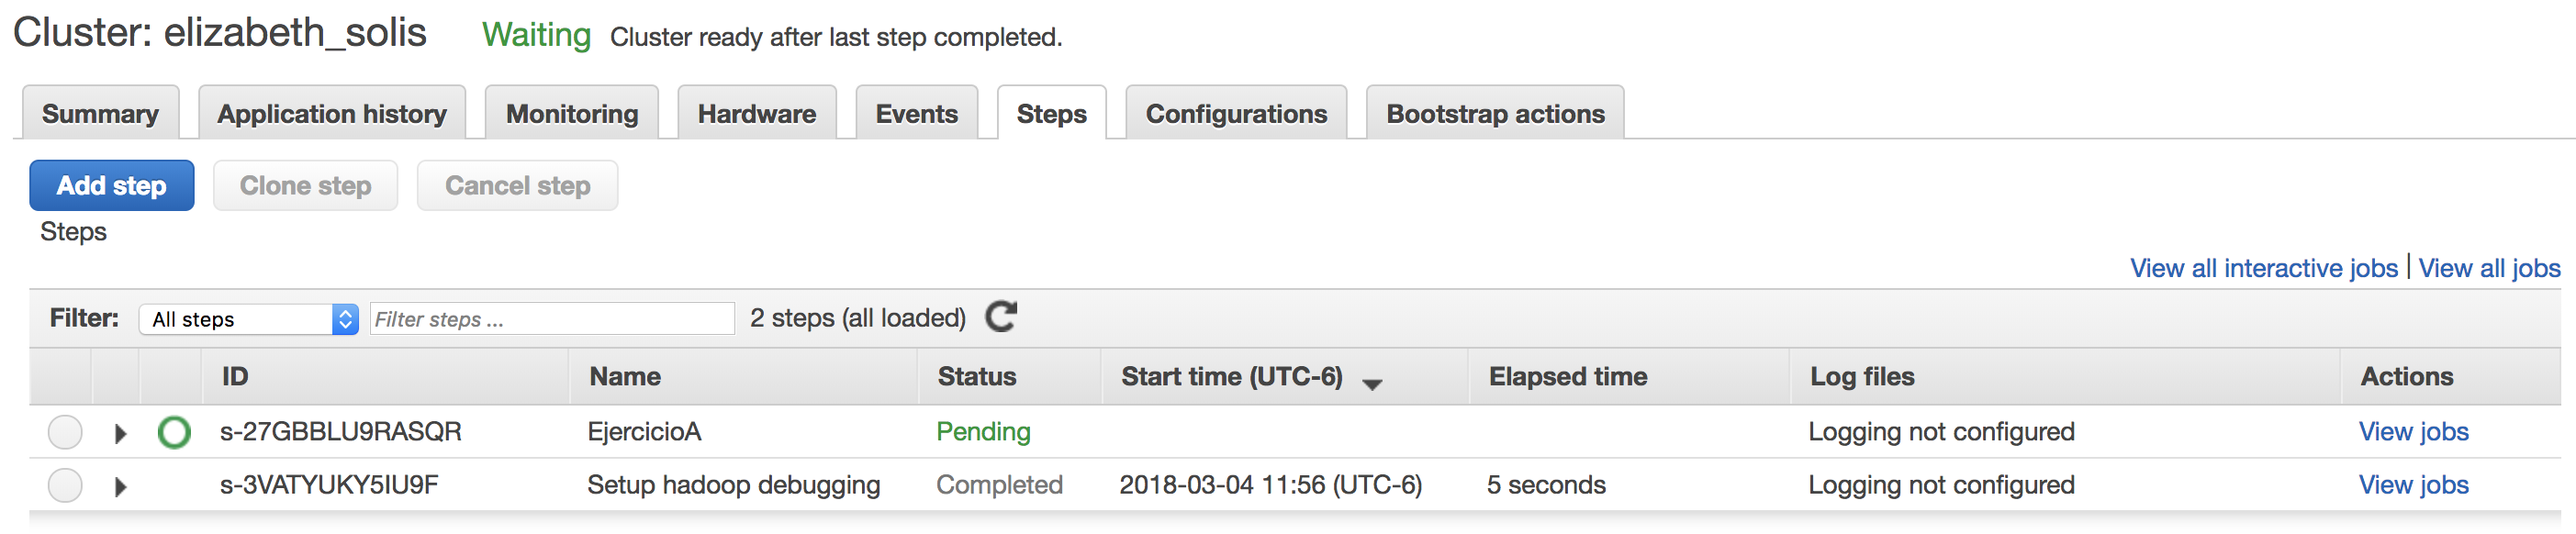 Cluster: elizabeth_solis Waiting Cluster ready after last step completed.
Summary Application history Monitoring Hardware Events Steps Configurations Bootstrap actions
Add step Clone step Cancel step
Steps
View all interactive jobs | View all jobs
Filter: All steps Filter steps ... 2 steps (all loaded)
ID Name Status Start time (UTC-6) Elapsed time Log files Actions
s-27GBBLU9RASQR EjercicioA Pending Logging not configured View jobs
s-3VATYUKY5IU9F Setup hadoop debugging Completed 2018-03-04 11:56 (UTC-6) 5 seconds Logging not configured View jobs